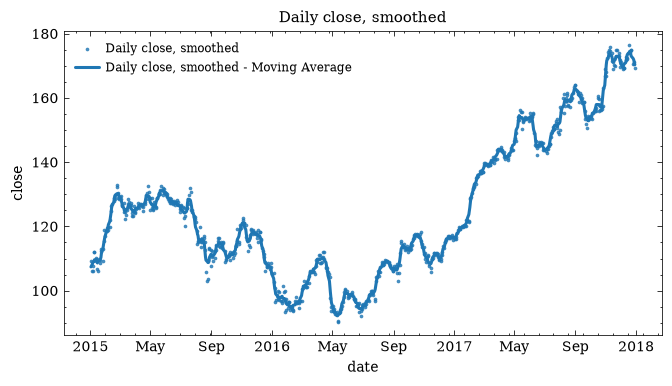 Daily close, smoothed
180
Daily close, smoothed
Daily close, smoothed - Moving Average
160
140
120
100
close
2015 May Sep 2016 May Sep 2017 May Sep 2018
date